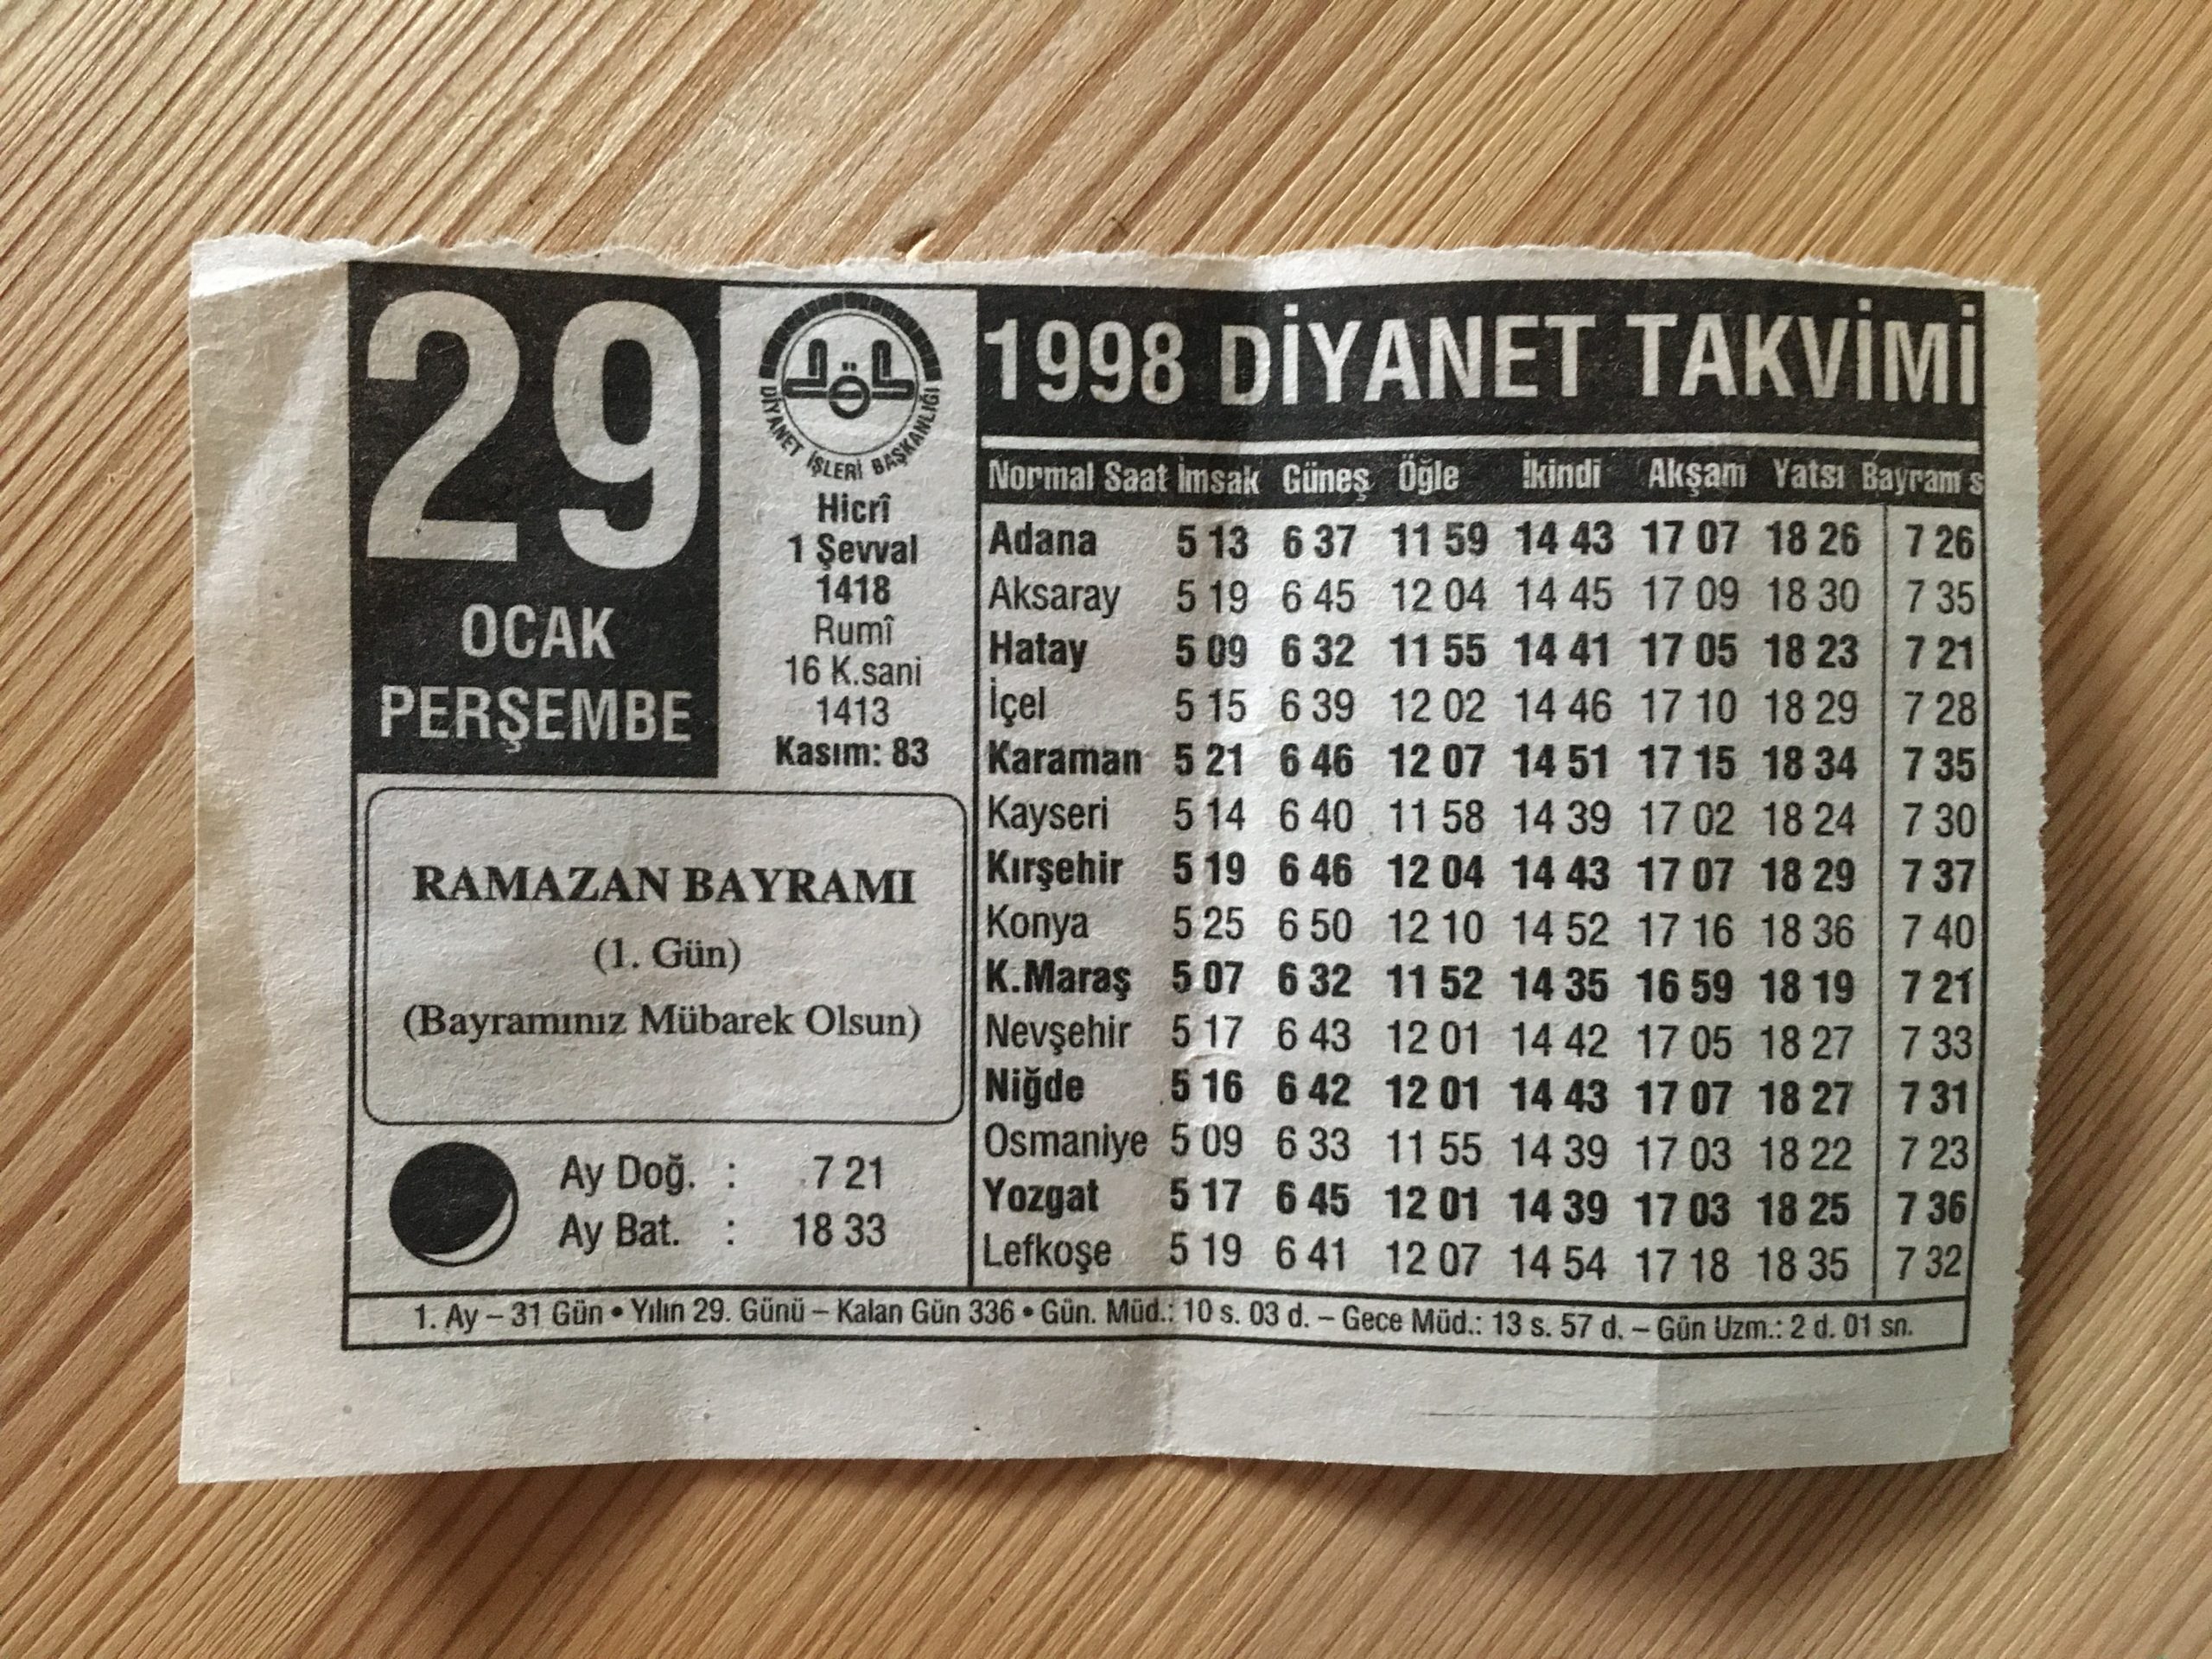 29
OCAK
PERŞEMBE
DİYANET İŞLERİ BAŞKANLIĞI
Hicrî
1 Şevval
1418
Rumî
16 K.sani
1413
Kasım: 83
RAMAZAN BAYRAMI
(1. Gün)
(Bayramınız Mübarek Olsun)
Ay Doğ. : 7 21
Ay Bat. : 18 33
1998 DİYANET TAKVİMİ
Normal Saat İmsak Güneş Öğle İkindi Akşam Yatsı Bayram s
Adana 5 13 6 37 11 59 14 43 17 07 18 26 7 26
Aksaray 5 19 6 45 12 04 14 45 17 09 18 30 7 35
Hatay 5 09 6 32 11 55 14 41 17 05 18 23 7 21
İçel 5 15 6 39 12 02 14 46 17 10 18 29 7 28
Karaman 5 21 6 46 12 07 14 51 17 15 18 34 7 35
Kayseri 5 14 6 40 11 58 14 39 17 02 18 24 7 30
Kırşehir 5 19 6 46 12 04 14 43 17 07 18 29 7 37
Konya 5 25 6 50 12 10 14 52 17 16 18 36 7 40
K.Maraş 5 07 6 32 11 52 14 35 16 59 18 19 7 21
Nevşehir 5 17 6 43 12 01 14 42 17 05 18 27 7 33
Niğde 5 16 6 42 12 01 14 43 17 07 18 27 7 31
Osmaniye 5 09 6 33 11 55 14 39 17 03 18 22 7 23
Yozgat 5 17 6 45 12 01 14 39 17 03 18 25 7 36
Lefkoşe 5 19 6 41 12 07 14 54 17 18 18 35 7 32
1. Ay – 31 Gün • Yılın 29. Günü – Kalan Gün 336 • Gün. Müd.: 10 s. 03 d. – Gece Müd.: 13 s. 57 d. – Gün Uzm.: 2 d. 01 sn.